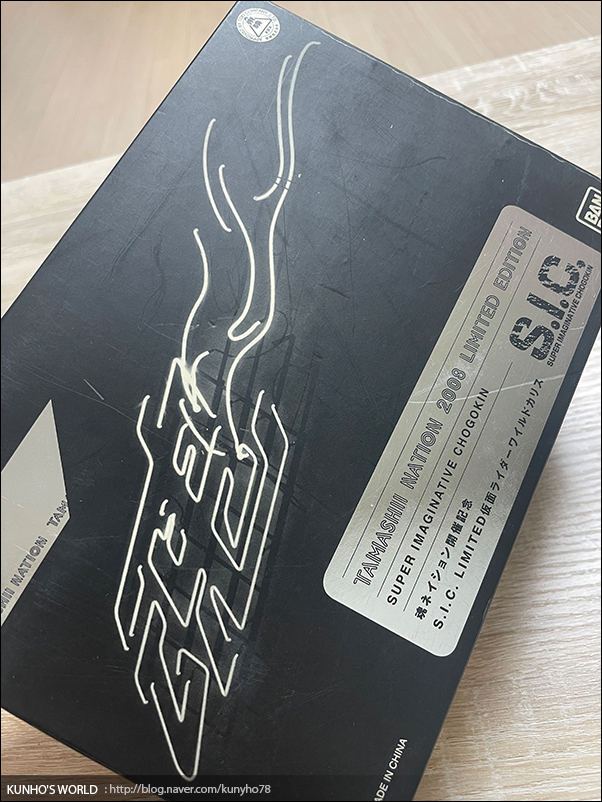 BAN
TAMASHII NATION 2008 LIMITED EDITION
SUPER IMAGINATIVE CHOGOKIN
魂ネイション開催記念
S.I.C. LIMITED仮面ライダーワイルドカリス
S.I.C.
SUPER IMAGINATIVE CHOGOKIN
SHII NATION TAM
ADE IN CHINA
KUNHO'S WORLD : http://blog.naver.com/kunyho78